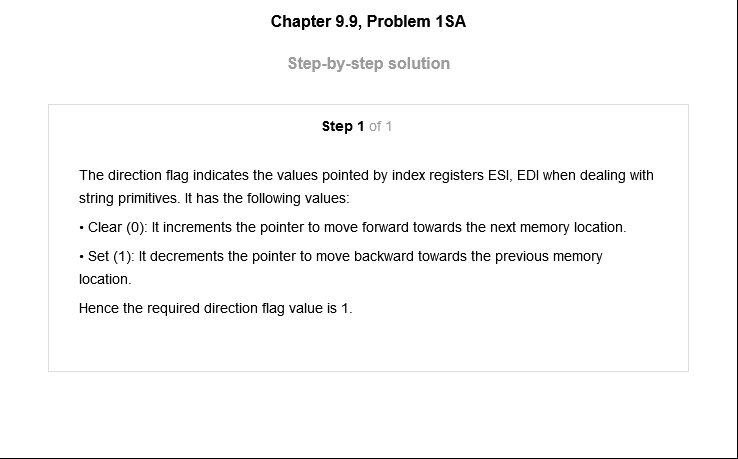 Chapter 9.9, Problem 1SA
Step-by-step solution
Step 1 of 1
The direction flag indicates the values pointed by index registers ESI, EDI when dealing with
string primitives. It has the following values:
• Clear (0): It increments the pointer to move forward towards the next memory location.
• Set (1): It decrements the pointer to move backward towards the previous memory
location.
Hence the required direction flag value is 1.